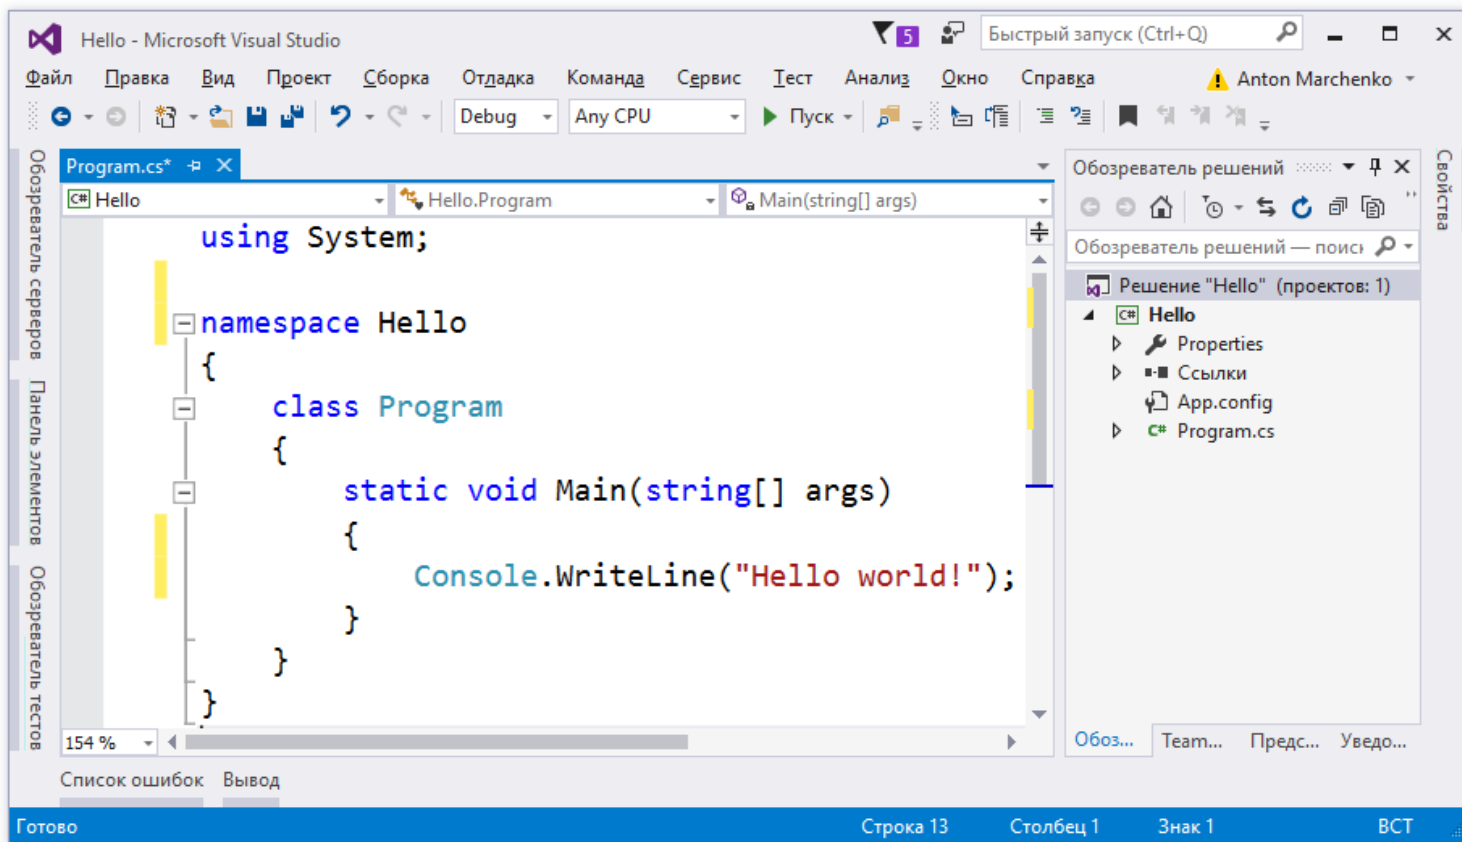 Hello - Microsoft Visual Studio
5
Быстрый запуск (Ctrl+Q)
Файл Правка Вид Проект Сборка Отладка Команда Сервис Тест Анализ Окно Справка
Anton Marchenko
Debug Any CPU Пуск
Обозреватель серверов
Панель элементов
Обозреватель тестов
Program.cs*
C# Hello Hello.Program Main(string[] args)
using System;
namespace Hello
{
class Program
{
static void Main(string[] args)
{
Console.WriteLine("Hello world!");
}
}
}
154 %
Обозреватель решений
Обозреватель решений — поиск
Решение "Hello" (проектов: 1)
C# Hello
Properties
Ссылки
App.config
C# Program.cs
Обоз... Team... Предс... Уведо...
Свойства
Список ошибок Вывод
Готово Строка 13 Столбец 1 Знак 1 ВСТ